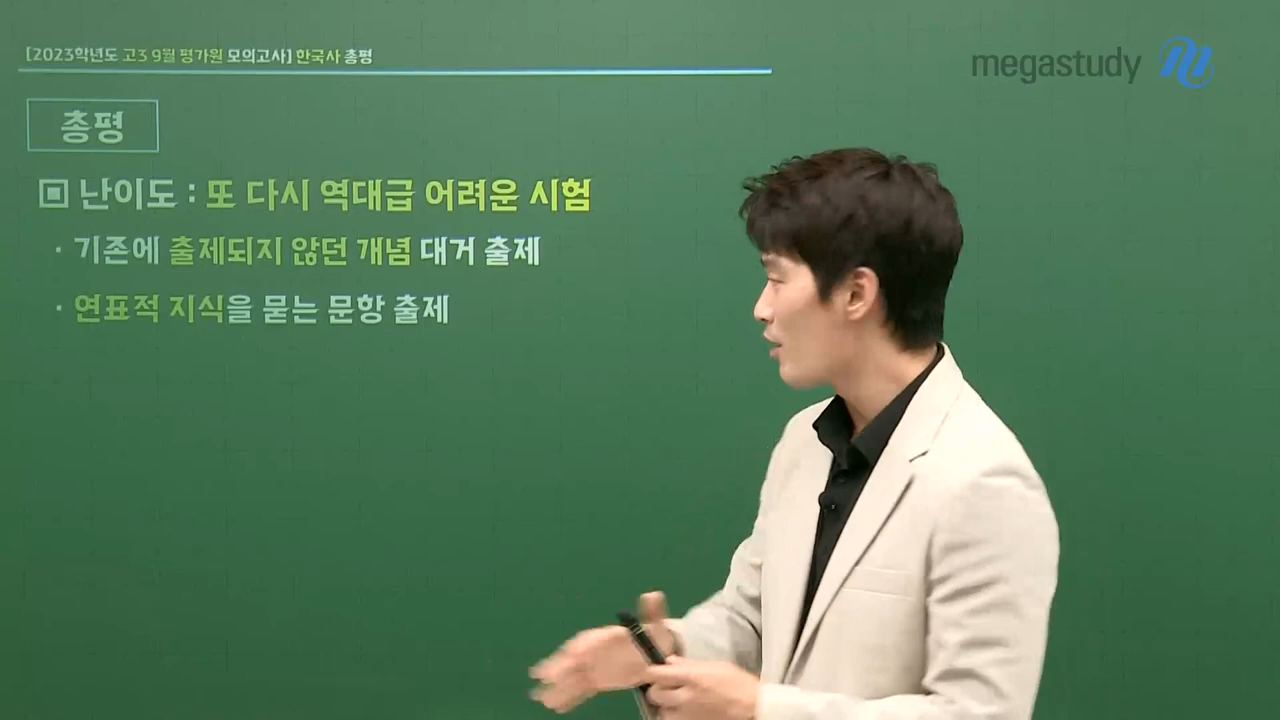 [2023학년도 고3 9월 평가원 모의고사] 한국사 총평
megastudy
총평
▣ 난이도 : 또 다시 역대급 어려운 시험
· 기존에 출제되지 않던 개념 대거 출제
· 연표적 지식을 묻는 문항 출제